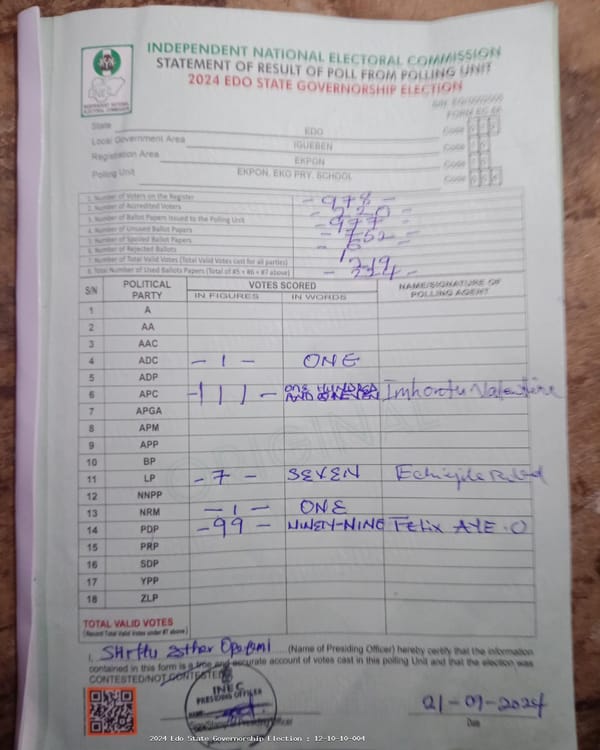 INDEPENDENT NATIONAL ELECTORAL COMMISSION
STATEMENT OF RESULT OF POLL FROM POLLING UNIT
2024 EDO STATE GOVERNORSHIP ELECTION
INDEPENDENT NATIONAL ELECTORAL COMMISSION
State EDO Code
Local Government Area IGUEBEN Code
Registration Area EKPON Code
Polling Unit EKPON, EKO PRY. SCHOOL Code
1. Number of Voters on the Register - 978 -
2. Number of Accredited Voters - 220 =
3. Number of Ballot Papers Issued to the Polling Unit - 977 =
4. Number of Unused Ballot Papers - 752 -
5. Number of Spoiled Ballot Papers
6. Number of Rejected Ballots
7. Number of Total Valid Votes (Total Valid Votes cast for all parties) 219
8. Total Number of Used Ballots Papers (Total of #5 + #6 + #7 above)
S/N POLITICAL PARTY VOTES SCORED NAME/SIGNATURE OF POLLING AGENT
IN FIGURES IN WORDS
1 A
2 AA
3 AAC
4 ADC - 1 - ONE
5 ADP
6 APC - 111 - ONE HUNDRED AND ELEVEN
7 APGA
8 APM
9 APP
10 BP
11 LP - 7 - SEVEN
12 NNPP
13 NRM - 1 - ONE
14 PDP - 99 - NINETY-NINE Felix AYE .O
15 PRP
16 SDP
17 YPP
18 ZLP
ORIGINAL
TOTAL VALID VOTES
(Record Total Valid Votes under #7 above)
I, Esther (Name of Presiding Officer) hereby certify that the information
contained in this form is a true and accurate account of votes cast in this polling Unit and that the election was
CONTESTED/NOT CONTESTED
INEC
PRESIDING OFFICER
21-09-2024
Date
2024 Edo State Governorship Election : 12-10-10-004